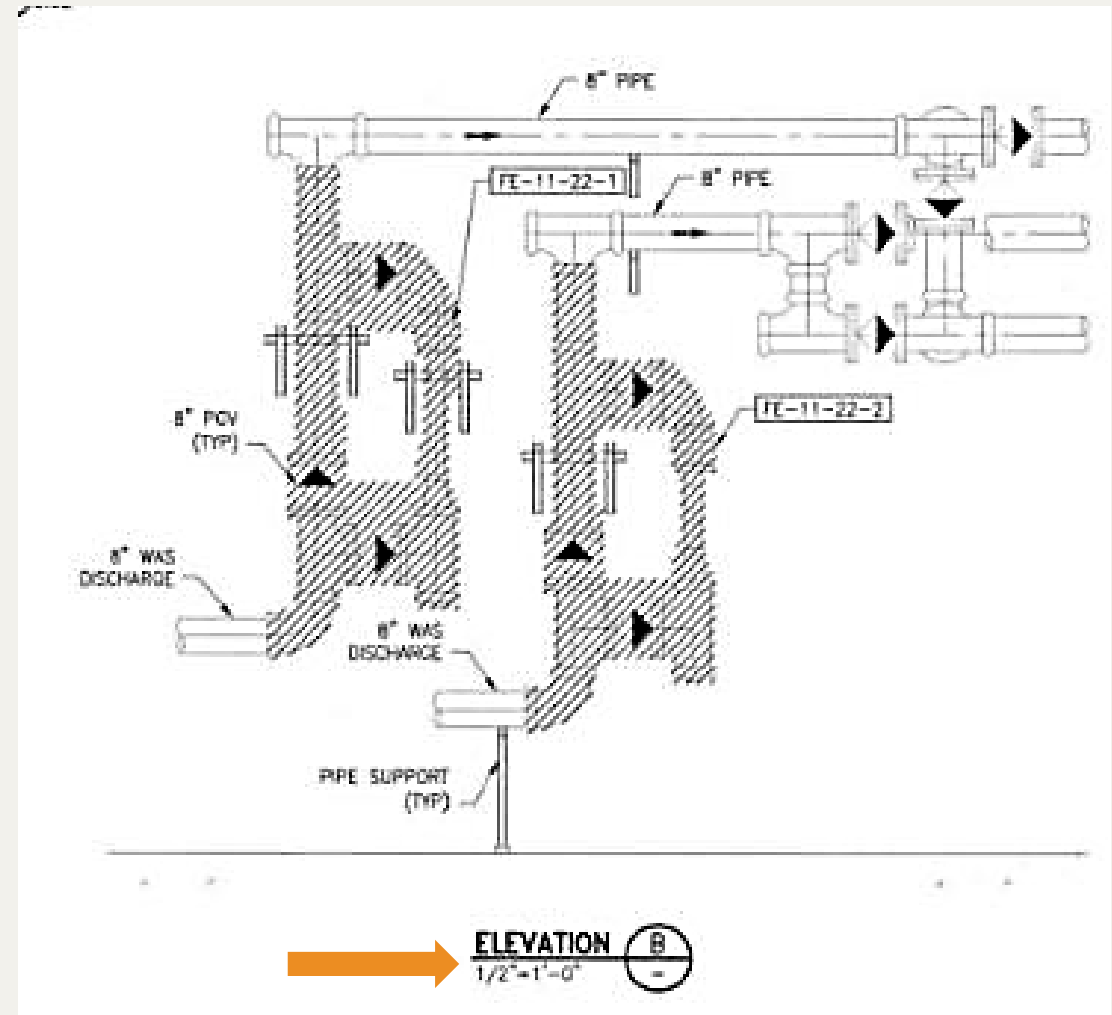 8" PIPE
FE-11-22-1
8" PIPE
FE-11-22-2
8" PCV
(TYP)
8" WAS
DISCHARGE
8" WAS
DISCHARGE
PIPE SUPPORT
(TYP)
ELEVATION
B
1/2"=1'-0"
-